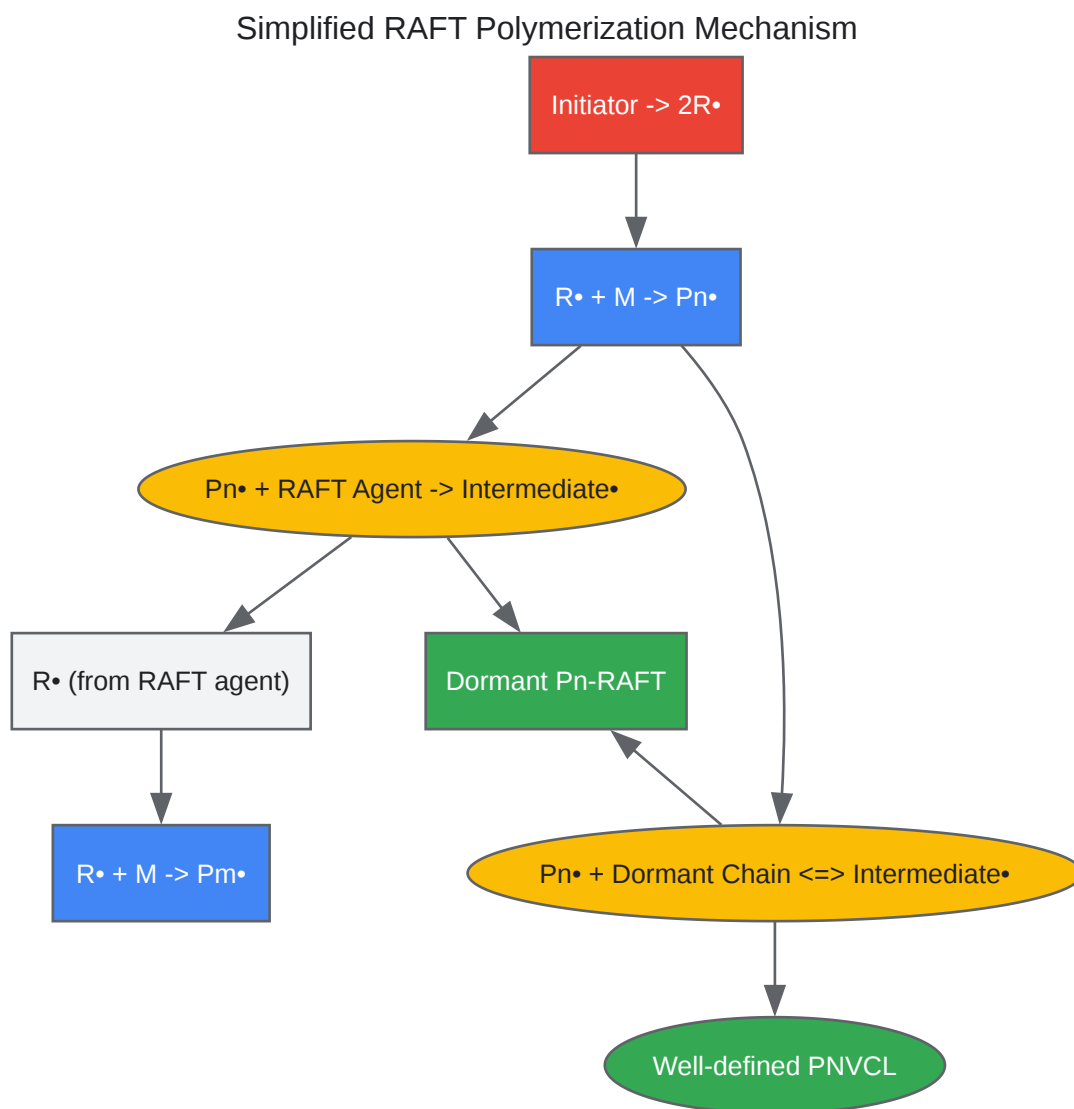 Simplified RAFT Polymerization Mechanism
Initiator -> 2R•
R• + M -> Pn•
Pn• + RAFT Agent -> Intermediate•
R• (from RAFT agent)
Dormant Pn-RAFT
R• + M -> Pm•
Pn• + Dormant Chain <=> Intermediate•
Well-defined PNVCL